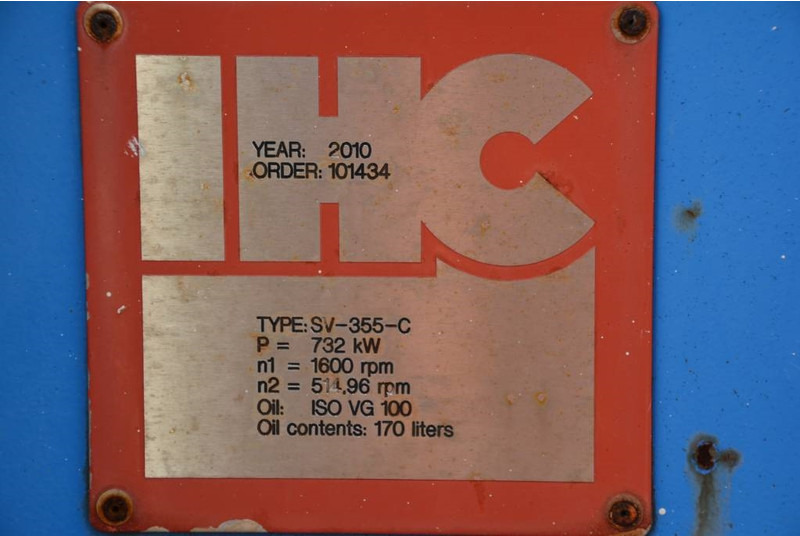 IHC
YEAR: 2010
ORDER: 101434
TYPE: SV-355-C
P = 732 kW
n1 = 1600 rpm
n2 = 514,96 rpm
Oil: ISO VG 100
Oil contents: 170 liters